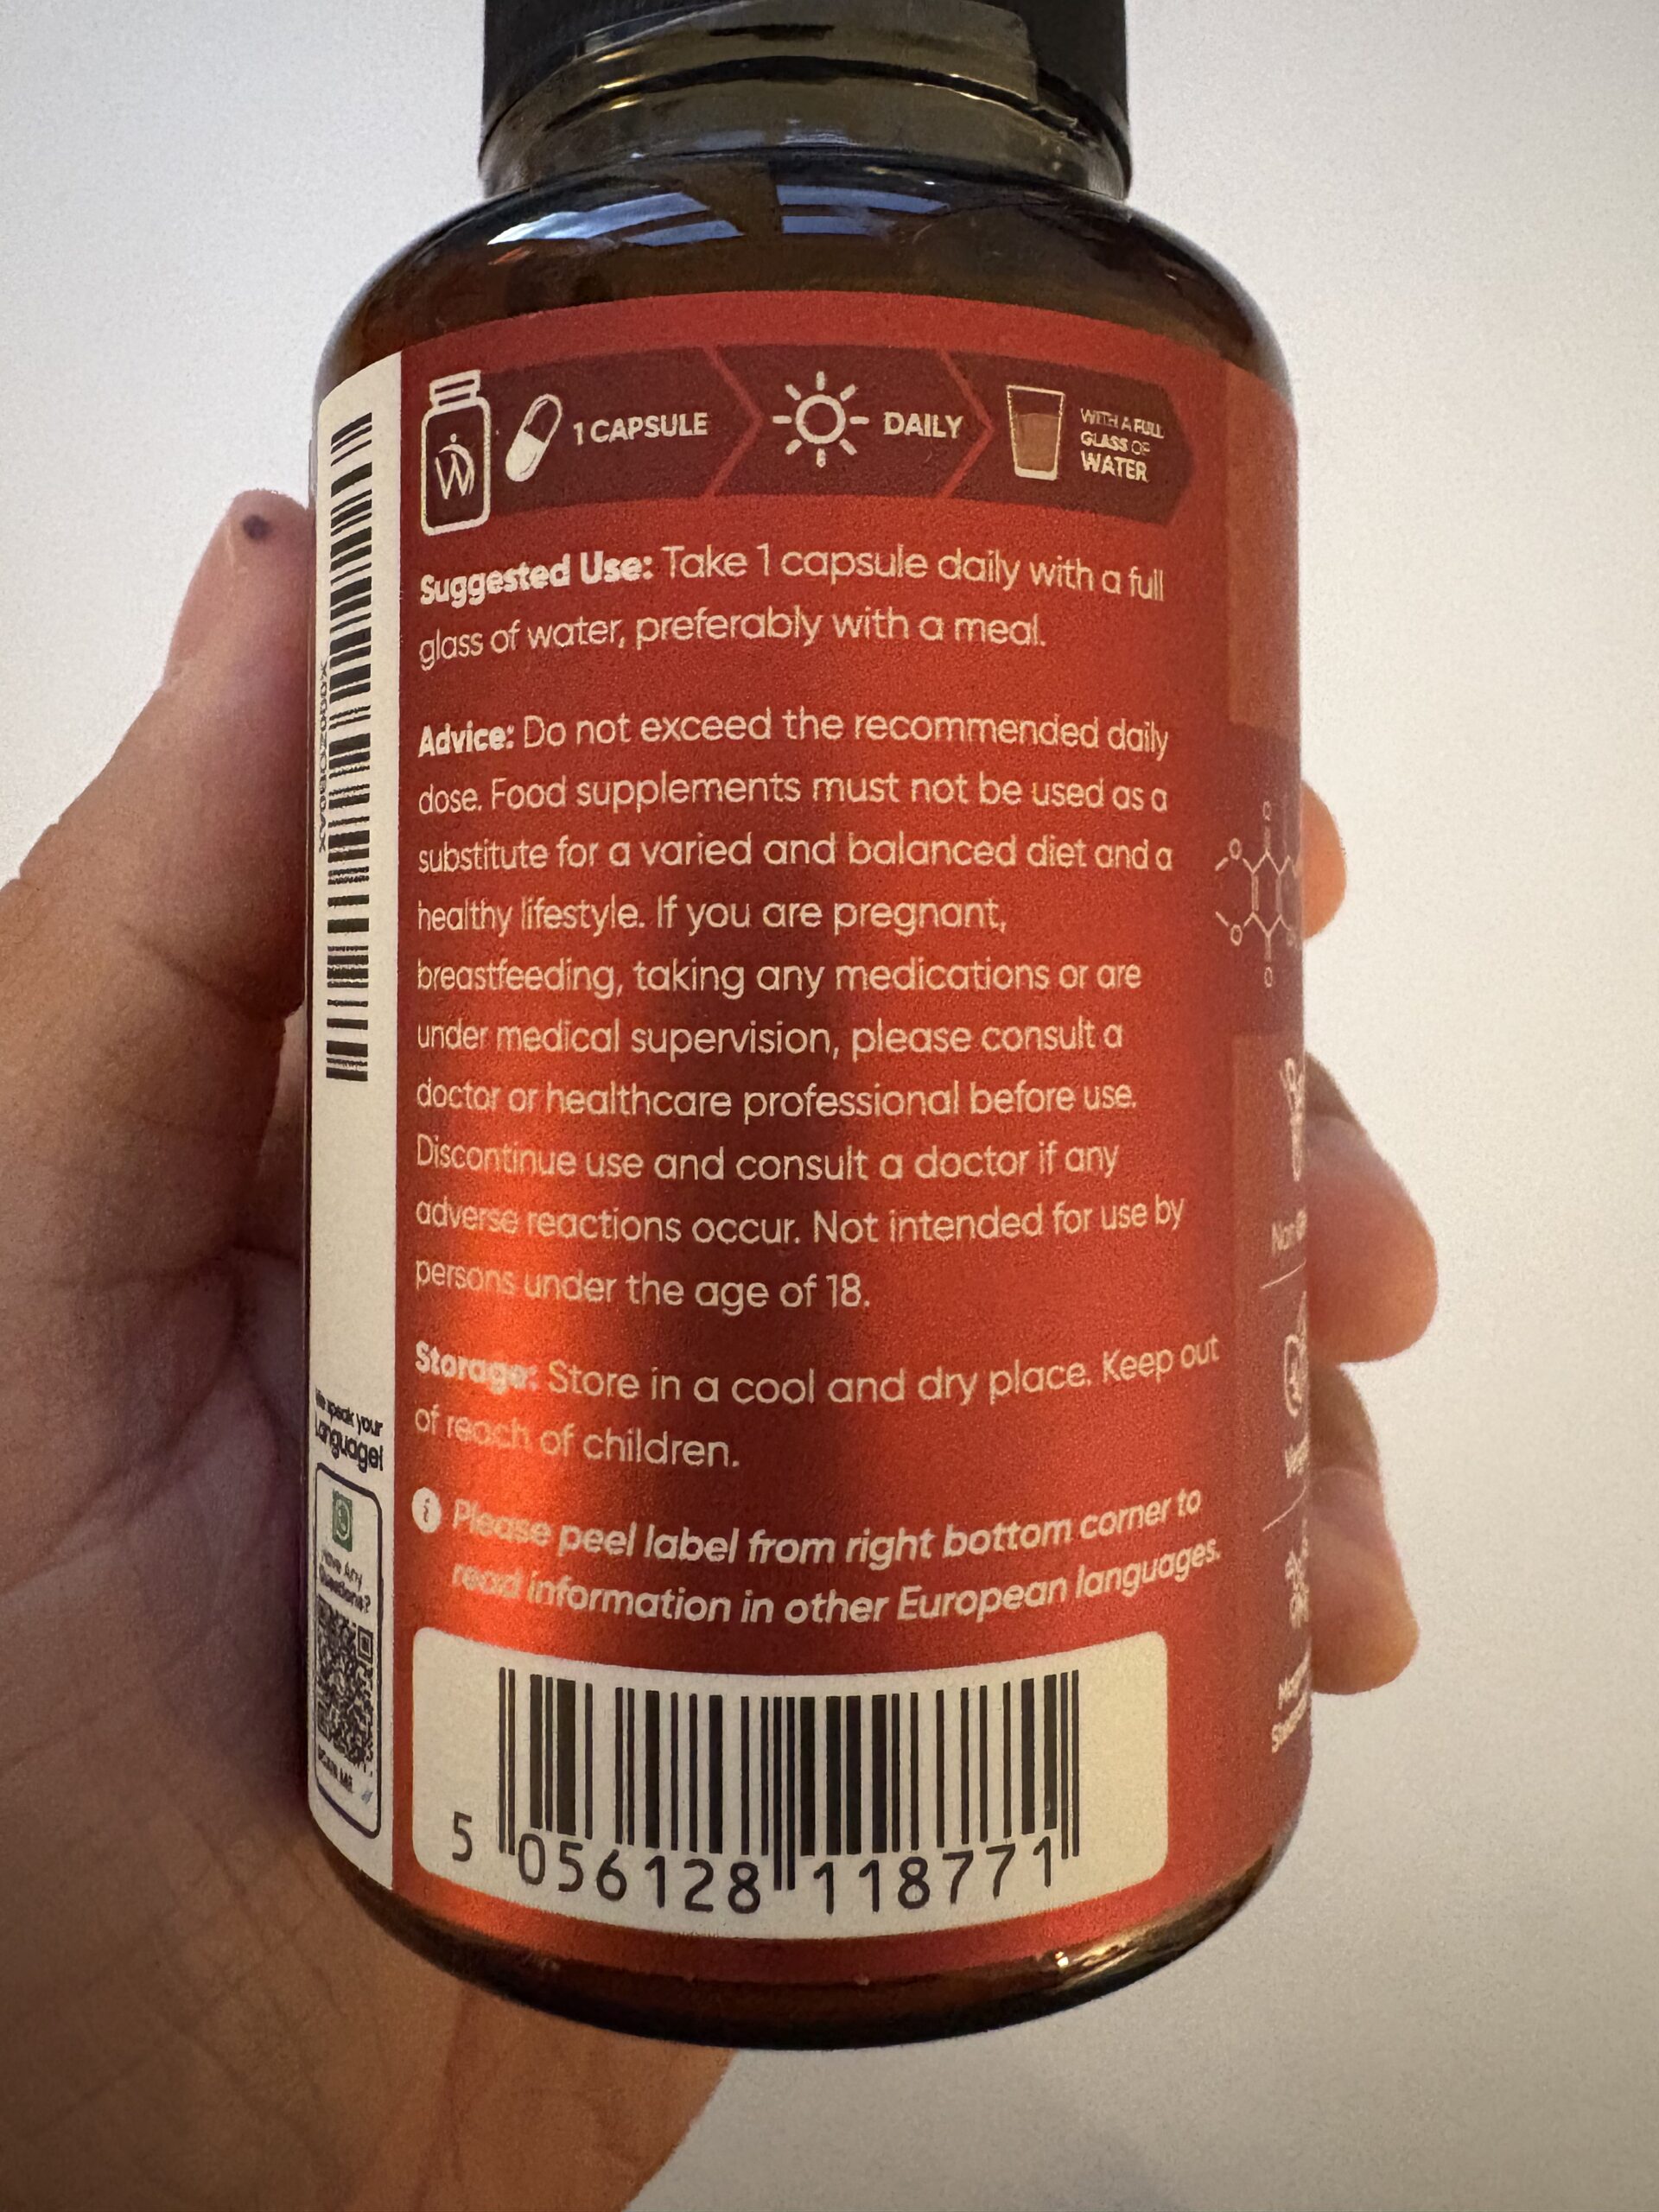 1 CAPSULE
DAILY
WITH A FULL
GLASS OF
WATER
Suggested Use: Take 1 capsule daily with a full
glass of water, preferably with a meal.
Advice: Do not exceed the recommended daily
dose. Food supplements must not be used as a
substitute for a varied and balanced diet and a
healthy lifestyle. If you are pregnant,
breastfeeding, taking any medications or are
under medical supervision, please consult a
doctor or healthcare professional before use.
Discontinue use and consult a doctor if any
adverse reactions occur. Not intended for use by
persons under the age of 18.
Storage: Store in a cool and dry place. Keep out
of reach of children.
i Please peel label from right bottom corner to
read information in other European languages.
5 056128 118771
We speak your
Language!
Have Any
Questions?
SCAN ME